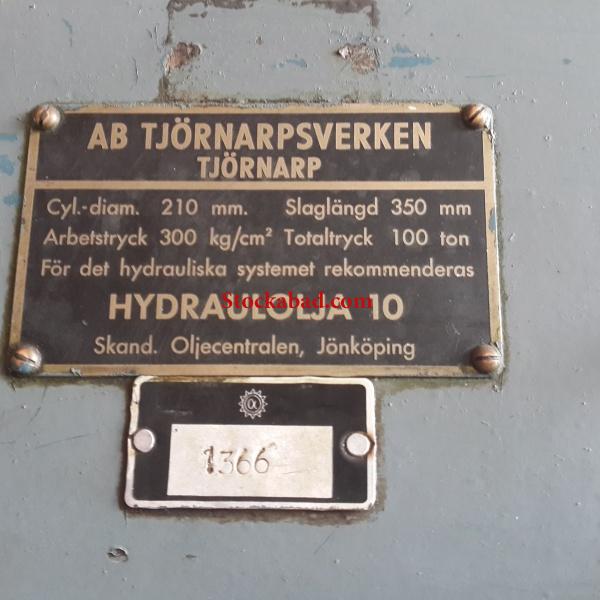 AB TJÖRNARPSVERKEN
TJÖRNARP
Cyl.-diam. 210 mm. Slaglängd 350 mm
Arbetstryck 300 kg/cm² Totaltryck 100 ton
För det hydrauliska systemet rekommenderas
HYDRAULOLJA 10
Stockabad.com
Skand. Oljecentralen, Jönköping
α
1366